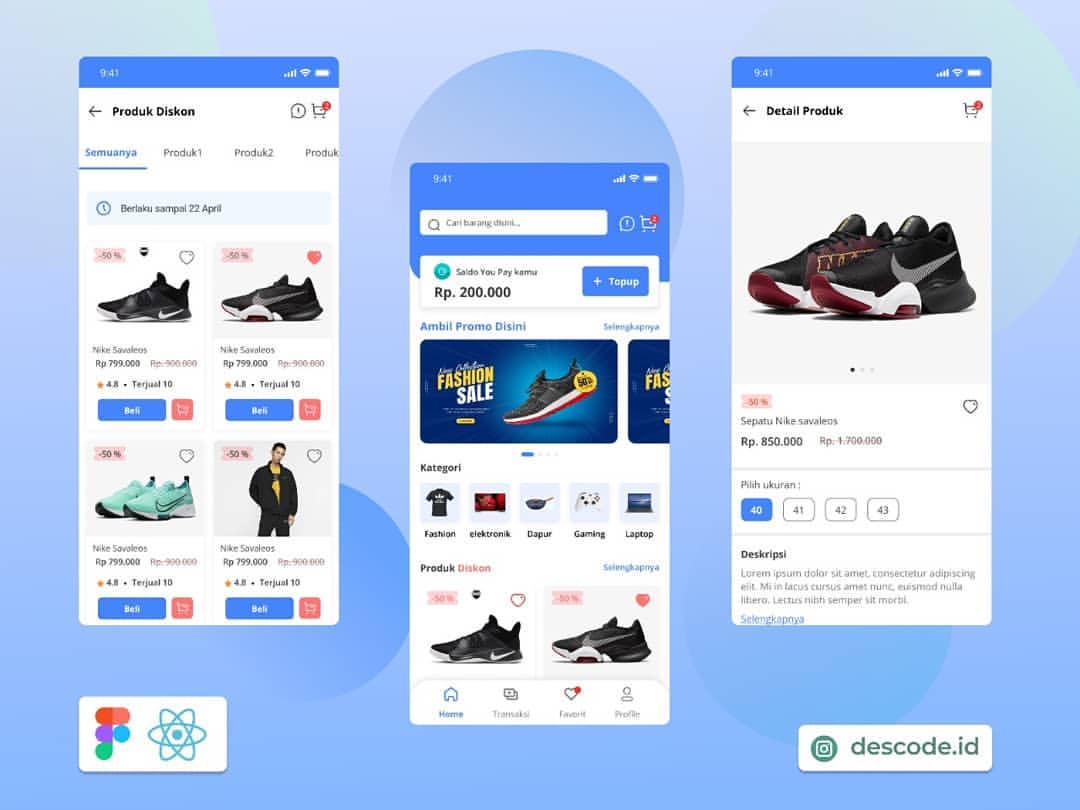 9:41
Produk Diskon
2
Semuanya Produk1 Produk2 Produk
Berlaku sampai 22 April
-50 %
-50 %
Nike Savaleos
Rp 799.000 Rp. 900.000
4.8 • Terjual 10
Beli
Nike Savaleos
Rp 799.000 Rp. 900.000
4.8 • Terjual 10
Beli
-50 %
-50 %
Nike Savaleos
Rp 799.000 Rp. 900.000
4.8 • Terjual 10
Beli
Nike Savaleos
Rp 799.000 Rp. 900.000
4.8 • Terjual 10
Beli
9:41
Cari barang disini...
2
Saldo You Pay kamu
Rp. 200.000
+ Topup
Ambil Promo Disini
Selengkapnya
New Collection
FASHION
SALE
50%
FAS
S
Kategori
Fashion
elektronik
Dapur
Gaming
Laptop
Produk Diskon
Selengkapnya
-50 %
-50 %
Home
Transaksi
Favorit
Profile
9:41
Detail Produk
2
-50 %
Sepatu Nike savaleos
Rp. 850.000 Rp. 1.700.000
Pilih ukuran :
40 41 42 43
Deskripsi
Lorem ipsum dolor sit amet, consectetur adipiscing
elit. Mi in lacus cursus amet nunc, euismod nulla
libero. Lectus nibh semper sit morbi.
Selengkapnya
descode.id